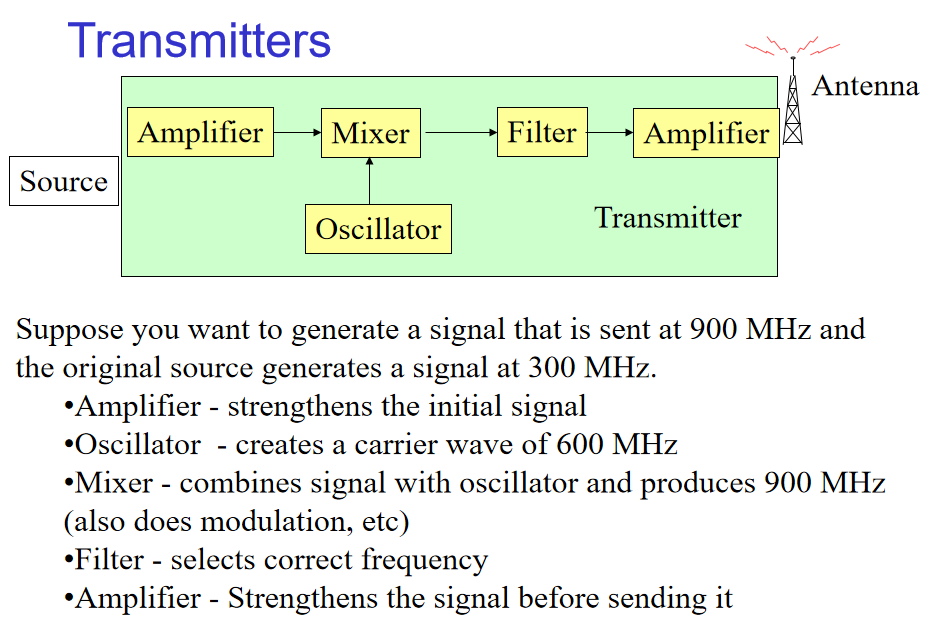 Transmitters
Antenna
Amplifier
Mixer
Filter
Amplifier
Source
Oscillator
Transmitter
Suppose you want to generate a signal that is sent at 900 MHz and
the original source generates a signal at 300 MHz.
•Amplifier - strengthens the initial signal
•Oscillator - creates a carrier wave of 600 MHz
•Mixer - combines signal with oscillator and produces 900 MHz
(also does modulation, etc)
•Filter - selects correct frequency
•Amplifier - Strengthens the signal before sending it